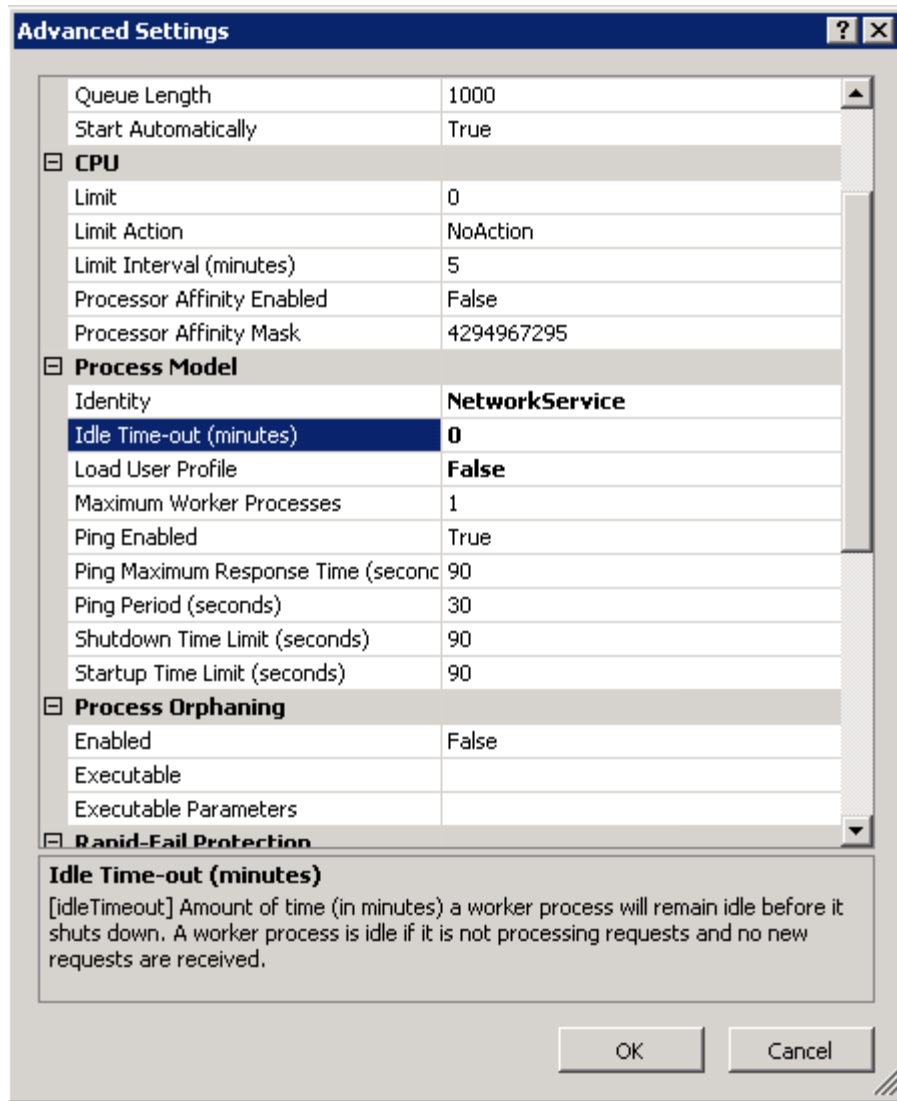 Advanced Settings
Queue Length 1000
Start Automatically True
CPU
Limit 0
Limit Action NoAction
Limit Interval (minutes) 5
Processor Affinity Enabled False
Processor Affinity Mask 4294967295
Process Model
Identity NetworkService
Idle Time-out (minutes) 0
Load User Profile False
Maximum Worker Processes 1
Ping Enabled True
Ping Maximum Response Time (seconc 90
Ping Period (seconds) 30
Shutdown Time Limit (seconds) 90
Startup Time Limit (seconds) 90
Process Orphaning
Enabled False
Executable
Executable Parameters
Rapid-Fail Protection
Idle Time-out (minutes)
[idleTimeout] Amount of time (in minutes) a worker process will remain idle before it
shuts down. A worker process is idle if it is not processing requests and no new
requests are received.
OK Cancel